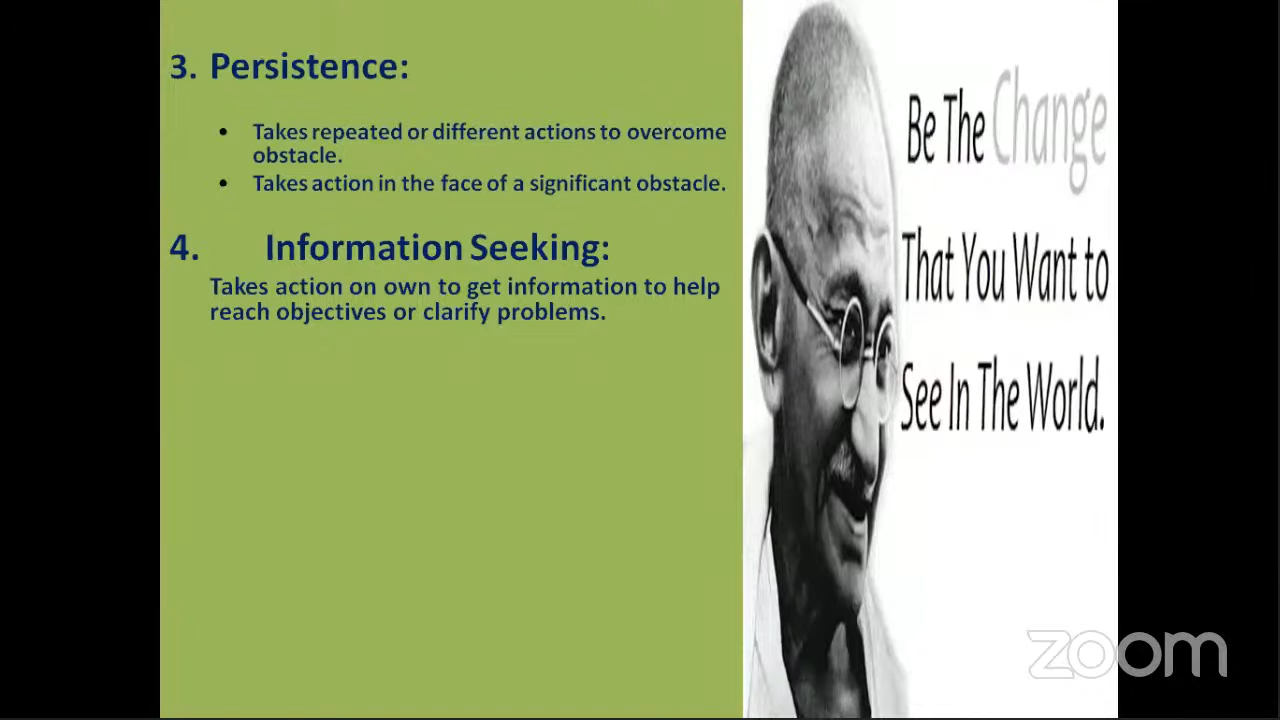 3. Persistence:
• Takes repeated or different actions to overcome
obstacle.
• Takes action in the face of a significant obstacle.
4. Information Seeking:
Takes action on own to get information to help
reach objectives or clarify problems.
Be The Change
That You Want to
See In The World.
zoom